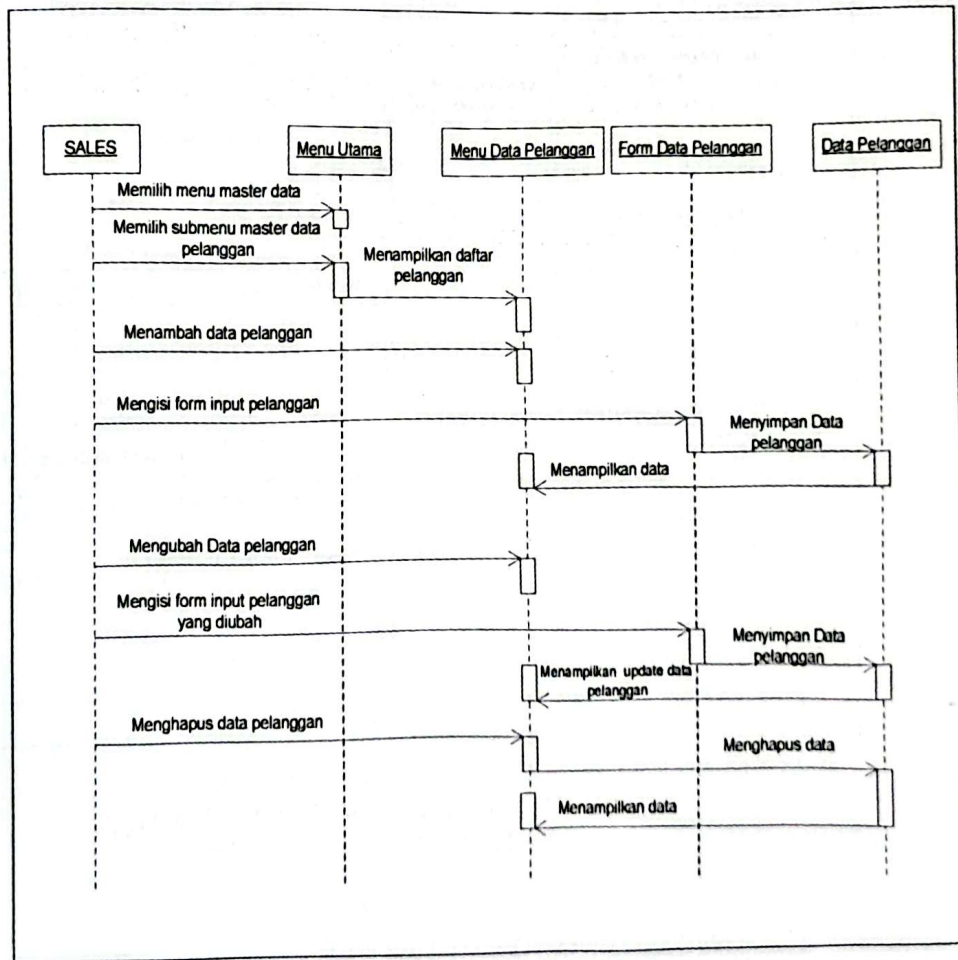 SALES
Menu Utama
Menu Data Pelanggan
Form Data Pelanggan
Data Pelanggan
Memilih menu master data
Memilih submenu master data
pelanggan
Menampilkan daftar
pelanggan
Menambah data pelanggan
Mengisi form input pelanggan
Menyimpan Data
pelanggan
Menampilkan data
Mengubah Data pelanggan
Mengisi form input pelanggan
yang diubah
Menyimpan Data
pelanggan
Menampilkan update data
pelanggan
Menghapus data pelanggan
Menghapus data
Menampilkan data